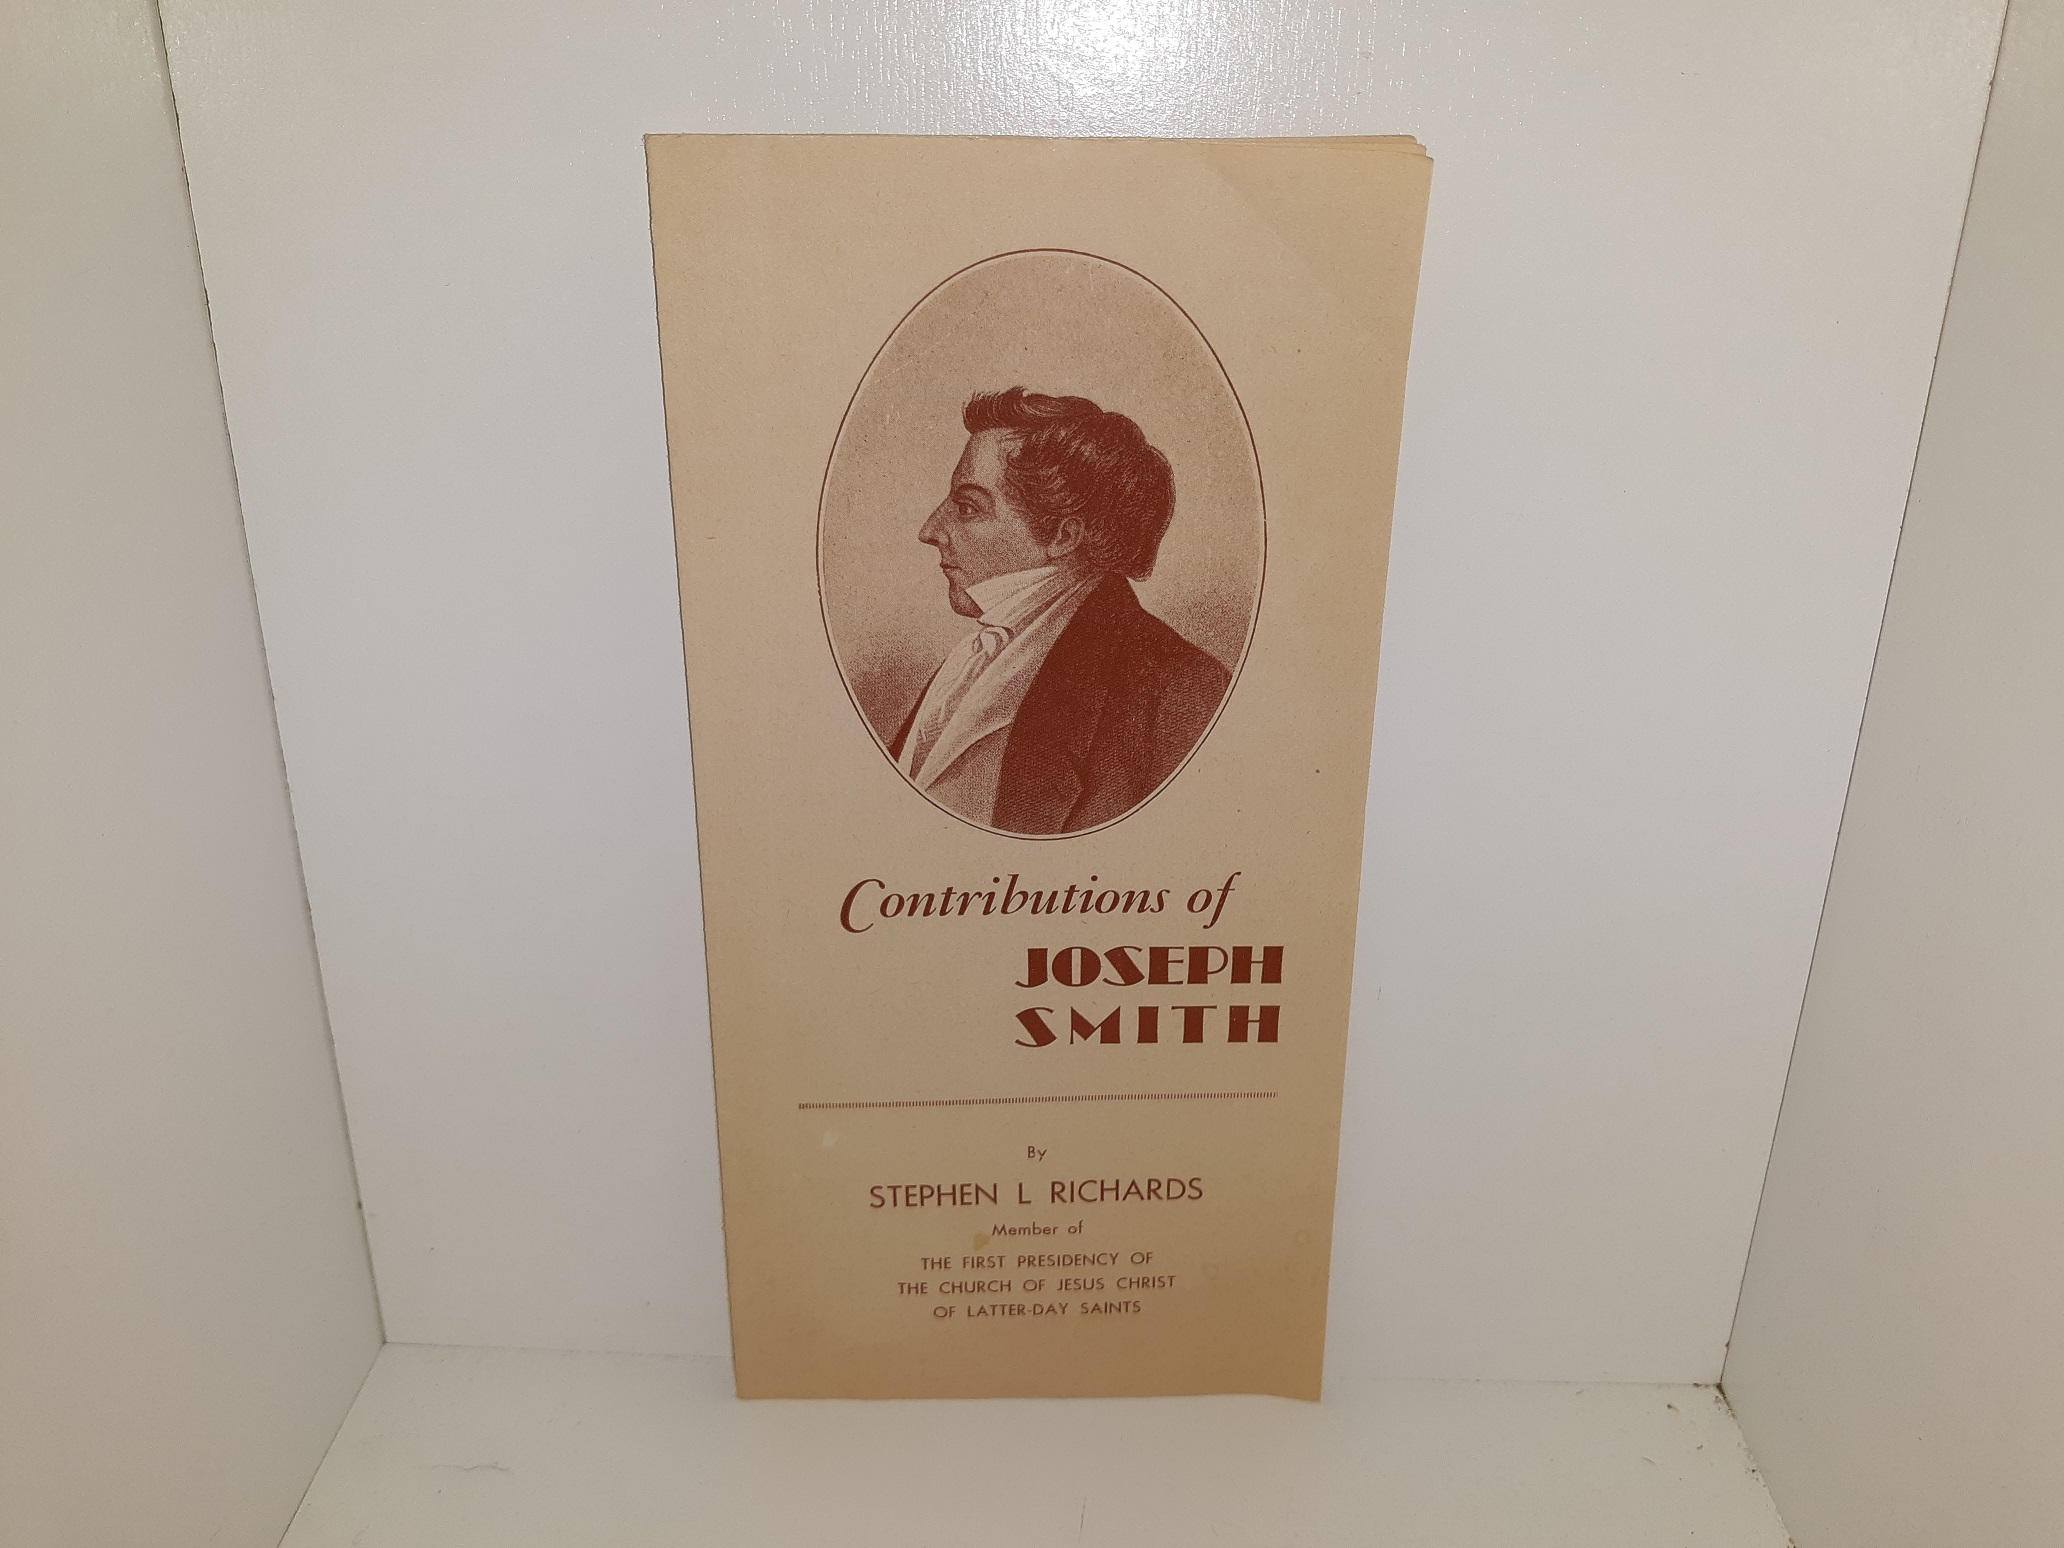 Contributions of
JOSEPH
SMITH
By
STEPHEN L RICHARDS
Member of
THE FIRST PRESIDENCY OF
THE CHURCH OF JESUS CHRIST
OF LATTER-DAY SAINTS